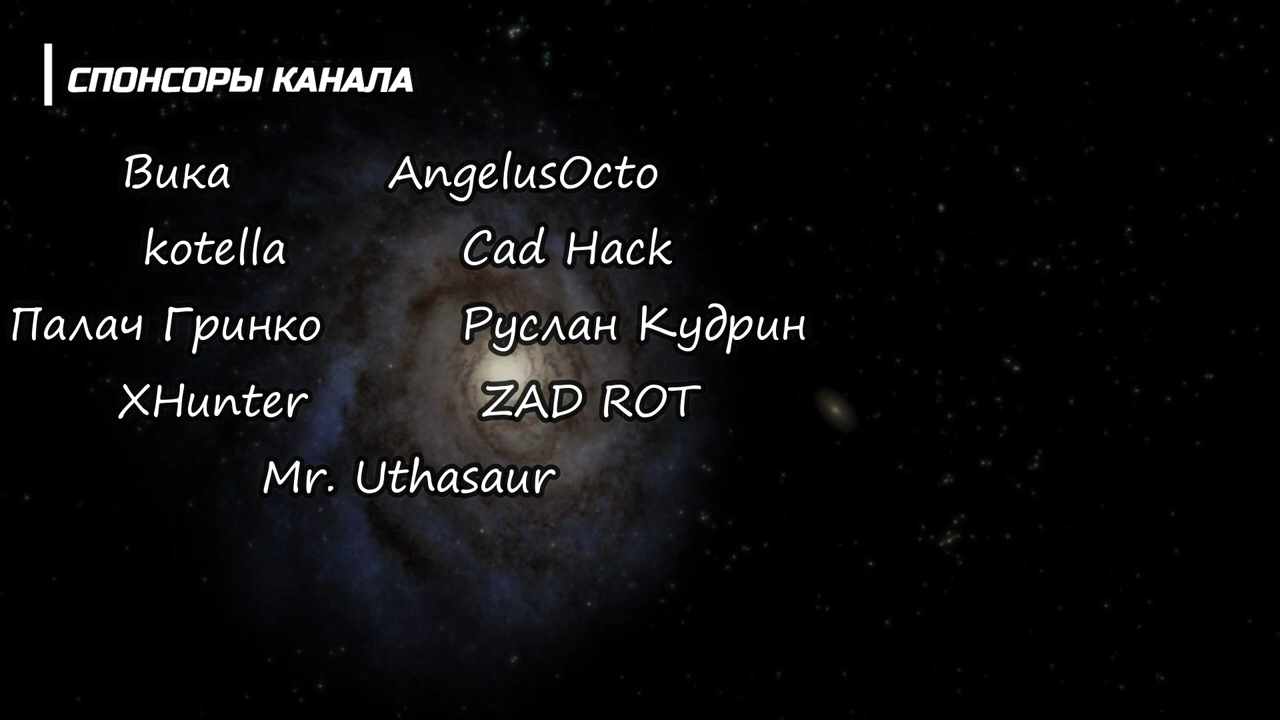 СПОНСОРЫ КАНАЛА
Вика AngelusOcto
kotella Cad Hack
Палач Гринко Руслан Кудрин
XHunter ZAD ROT
Mr. Uthasaur